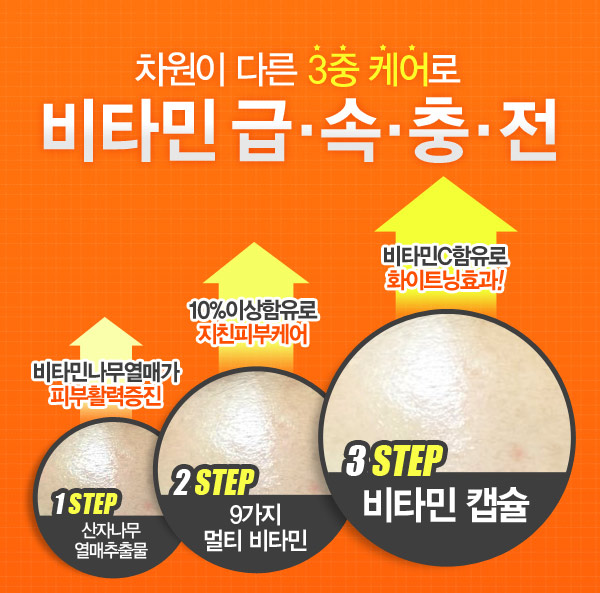 차원이 다른 3중 케어로
비타민 급·속·충·전
비타민C함유로
화이트닝효과!
10%이상함유로
지친피부케어
비타민나무열매가
피부활력증진
1 STEP
산자나무
열매추출물
2 STEP
9가지
멀티 비타민
3 STEP
비타민 캡슐